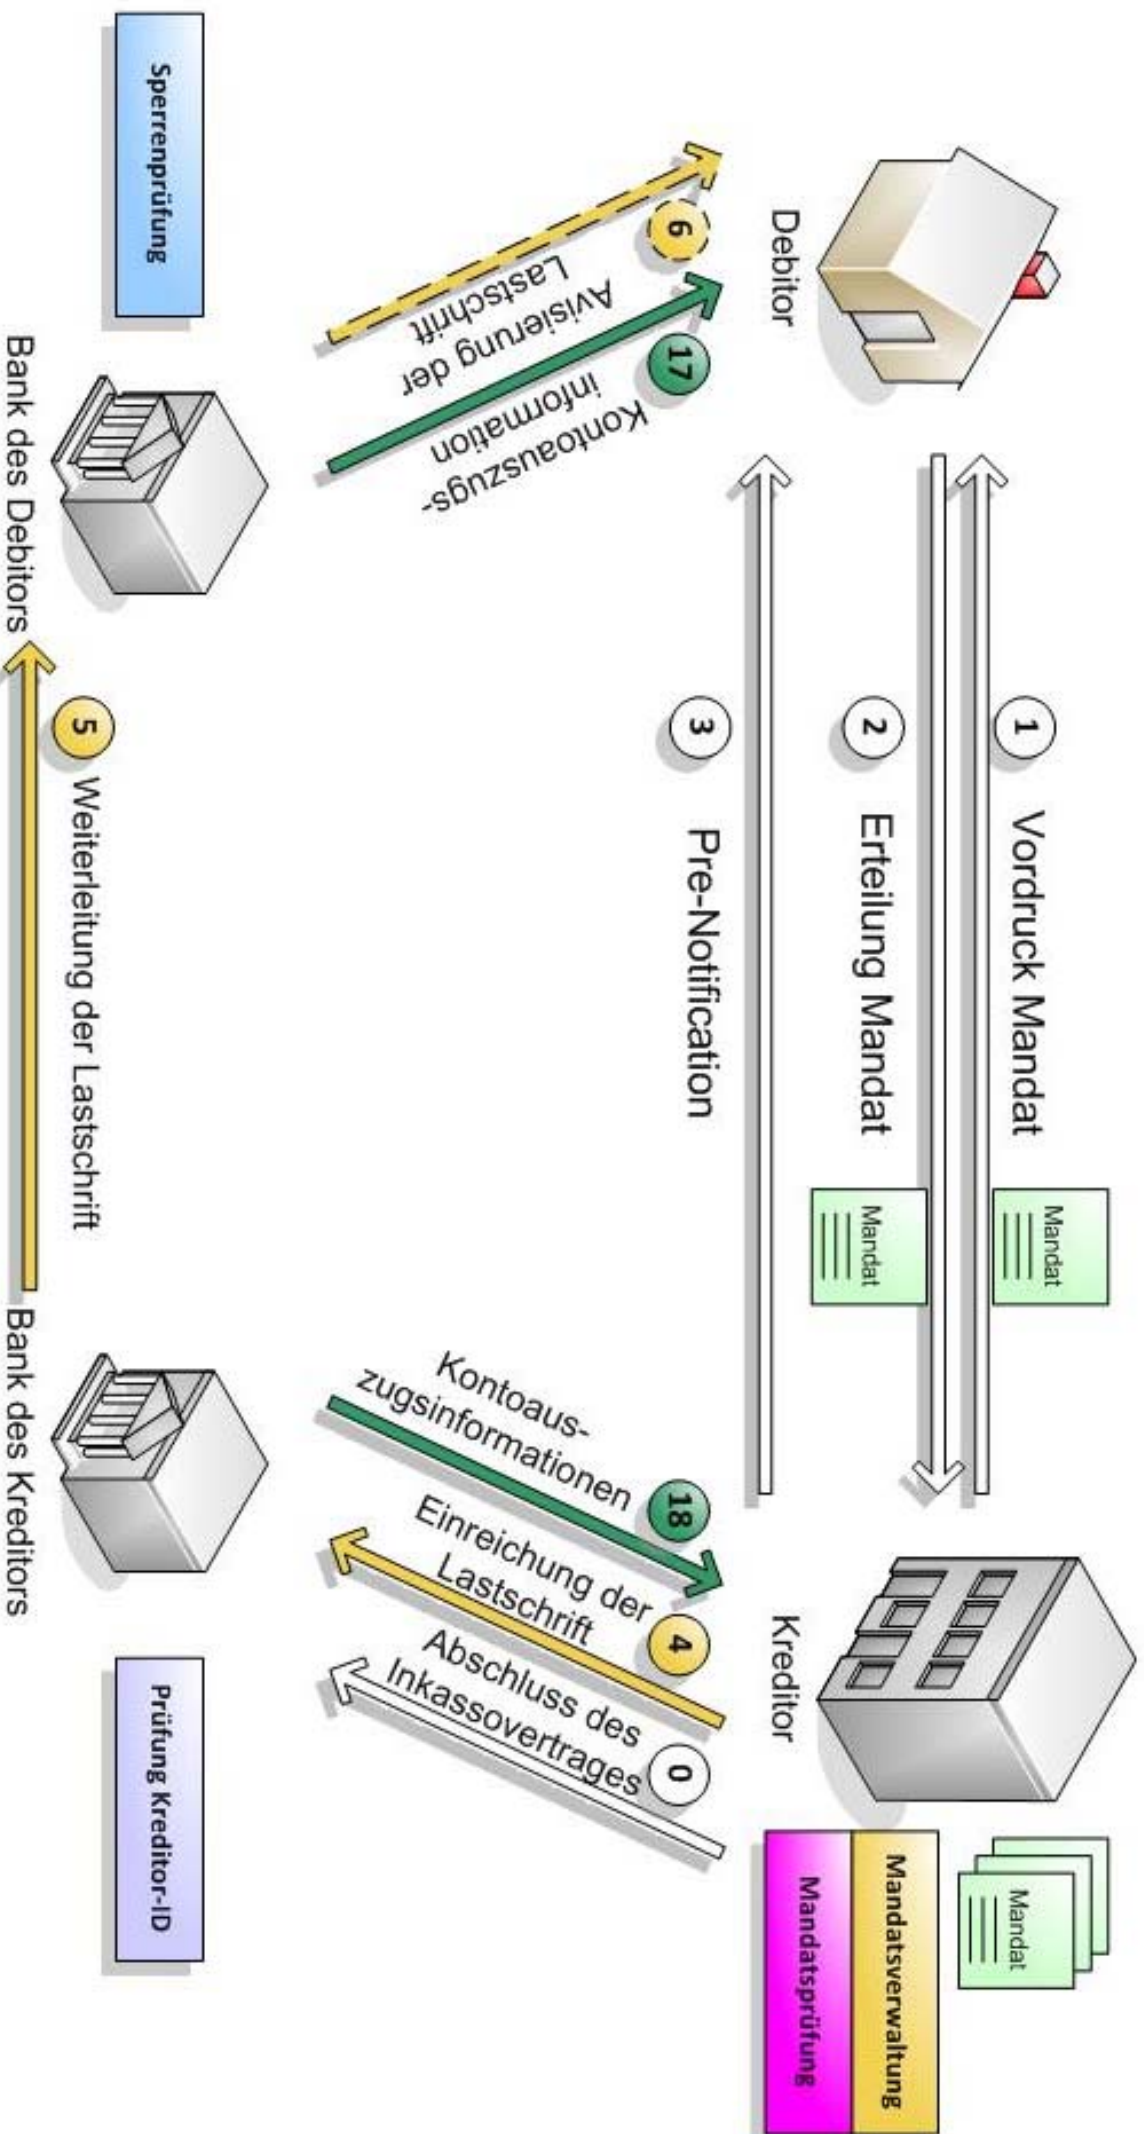 1
Vordruck Mandat
Mandat
2
Erteilung Mandat
Mandat
Mandat
Debitor
Kreditor
Mandatsverwaltung
Mandatsprüfung
3
Pre-Notification
6
Avisierung der
Lastschrift
17
Kontoauszugs-
information
18
Kontoaus-
zugsinformationen
4
Einreichung der
Lastschrift
0
Abschluss des
Inkassovertrages
Sperrenprüfung
Prüfung Kreditor-ID
5
Weiterleitung der Lastschrift
Bank des Debitors
Bank des Kreditors